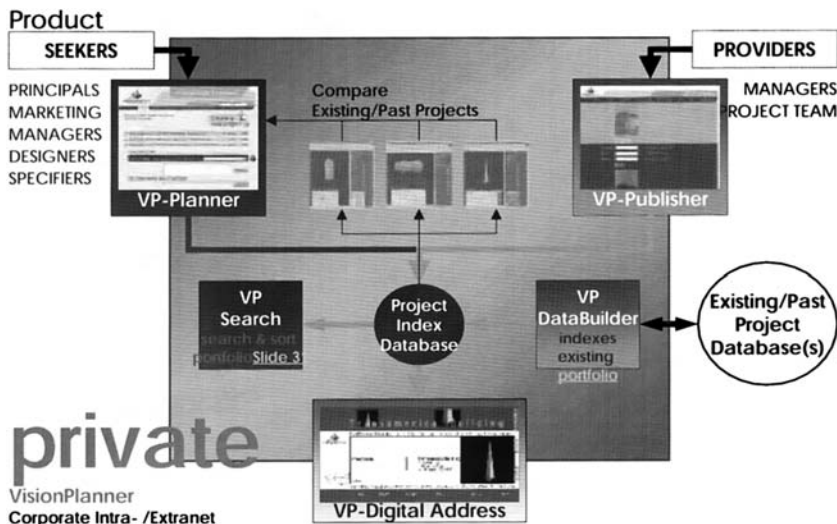 Product
SEEKERS
PROVIDERS
PRINCIPALS
MARKETING
MANAGERS
DESIGNERS
SPECIFIERS
Compare
Existing/Past Projects
MANAGERS
PROJECT TEAM
VP-Planner
VP-Publisher
VP
Search
search & sort
portfolio Slide 3
Project
Index
Database
VP
DataBuilder
indexes
existing
portfolio
Existing/Past
Project
Database(s)
private
VisionPlanner
Corporate Intra- /Extranet
Transamerica Building
VP-Digital Address